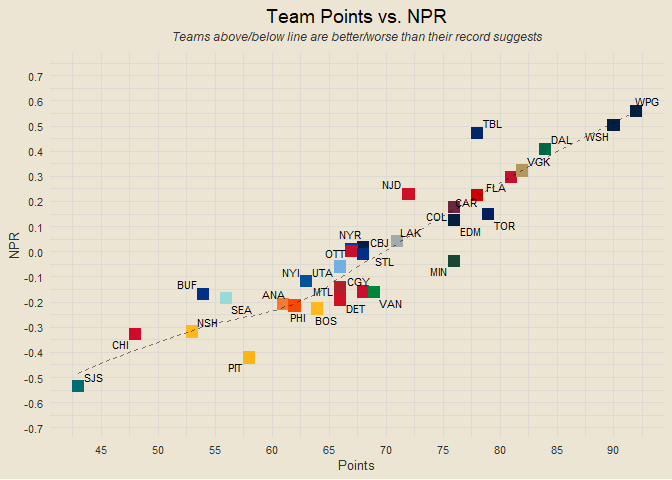 Team Points vs. NPR
Teams above/below line are better/worse than their record suggests
0.7
WPG
0.6
TBL
0.5
WSH
DAL
0.4
VGK
0.3
NJD
FLA
0.2
CAR
COL
TOR
0.1
NYR
CBJ
LAK
EDM
0.0
OTT
STL
NYI
UTA
MIN
-0.1
BUF
CGY
ANA
MTL
-0.2
SEA
PHI
BOS
DET
VAN
NSH
-0.3
CHI
-0.4
PIT
SJS
-0.5
-0.6
-0.7
NPR
45 50 55 60 65 70 75 80 85 90
Points